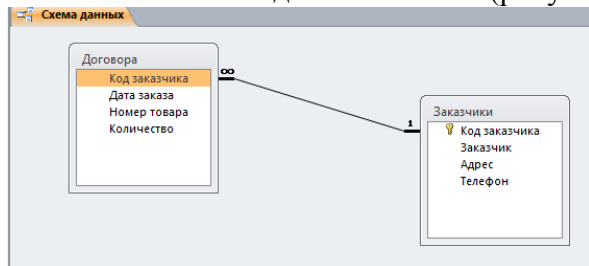 Схема данных
Договора
Код заказчика
Дата заказа
Номер товара
Количество
∞
1
Заказчики
Код заказчика
Заказчик
Адрес
Телефон